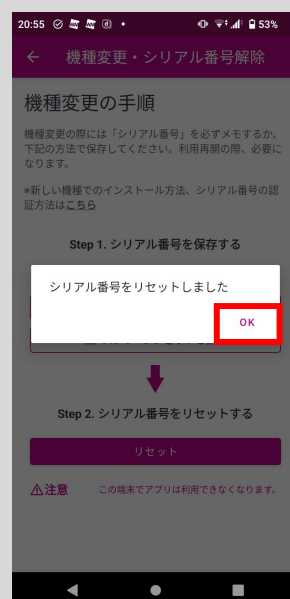 20:55
53%
機種変更・シリアル番号解除
機種変更の手順
機種変更の際には「シリアル番号」を必ずメモするか、
下記の方法で保存してください。利用再開の際、必要に
なります。
*新しい機種でのインストール方法、シリアル番号の認
証方法はこちら
Step 1. シリアル番号を保存する
シリアル番号をリセットしました
OK
Step 2. シリアル番号をリセットする
リセット
注意 この端末でアプリは利用できなくなります。